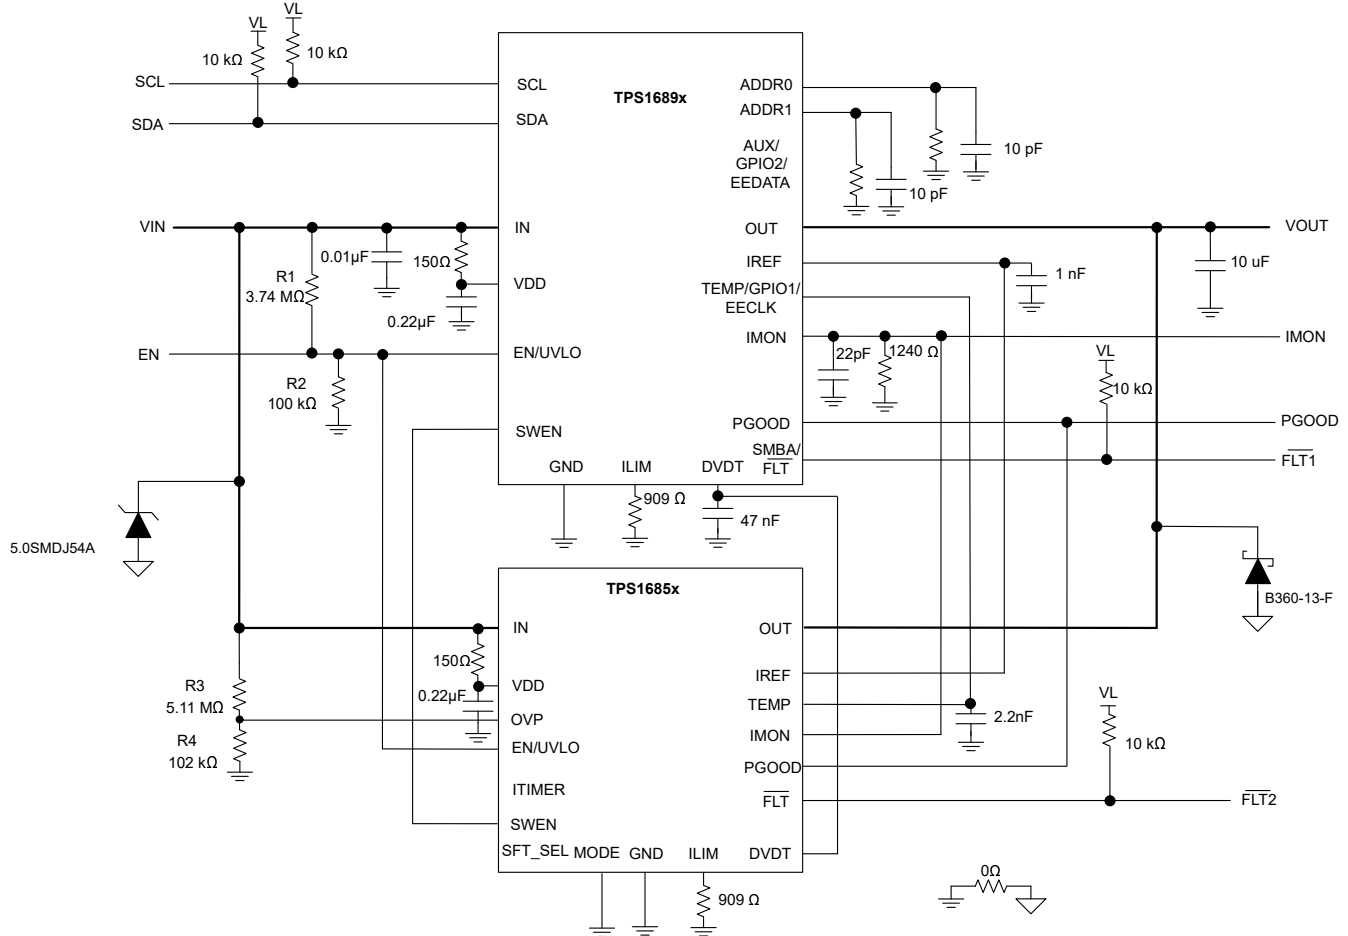 VL
VL
10 kΩ
10 kΩ
SCL
SDA
SCL
SDA
TPS1689x
ADDR0
ADDR1
AUX/
GPIO2/
EEDATA
10 pF
10 pF
VIN
IN
OUT
VOUT
R1
3.74 MΩ
0.01µF
150Ω
VDD
0.22µF
IREF
1 nF
10 uF
TEMP/GPIO1/
EECLK
IMON
IMON
22pF
1240 Ω
VL
10 kΩ
EN
EN/UVLO
R2
100 kΩ
SWEN
PGOOD
PGOOD
SMBA/
FLT
FLT1
GND
ILIM
DVDT
909 Ω
47 nF
5.0SMDJ54A
B360-13-F
TPS1685x
IN
OUT
150Ω
VDD
0.22µF
OVP
EN/UVLO
ITIMER
SWEN
SFT_SEL
MODE
GND
ILIM
DVDT
IREF
TEMP
IMON
PGOOD
FLT
2.2nF
VL
10 kΩ
FLT2
R3
5.11 MΩ
R4
102 kΩ
909 Ω
0Ω